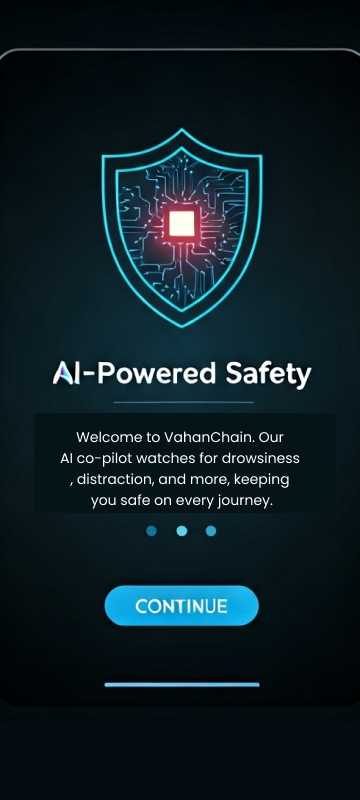 AI-Powered Safety
Welcome to VahanChain. Our
AI co-pilot watches for drowsiness
, distraction, and more, keeping
you safe on every journey.
CONTINUE